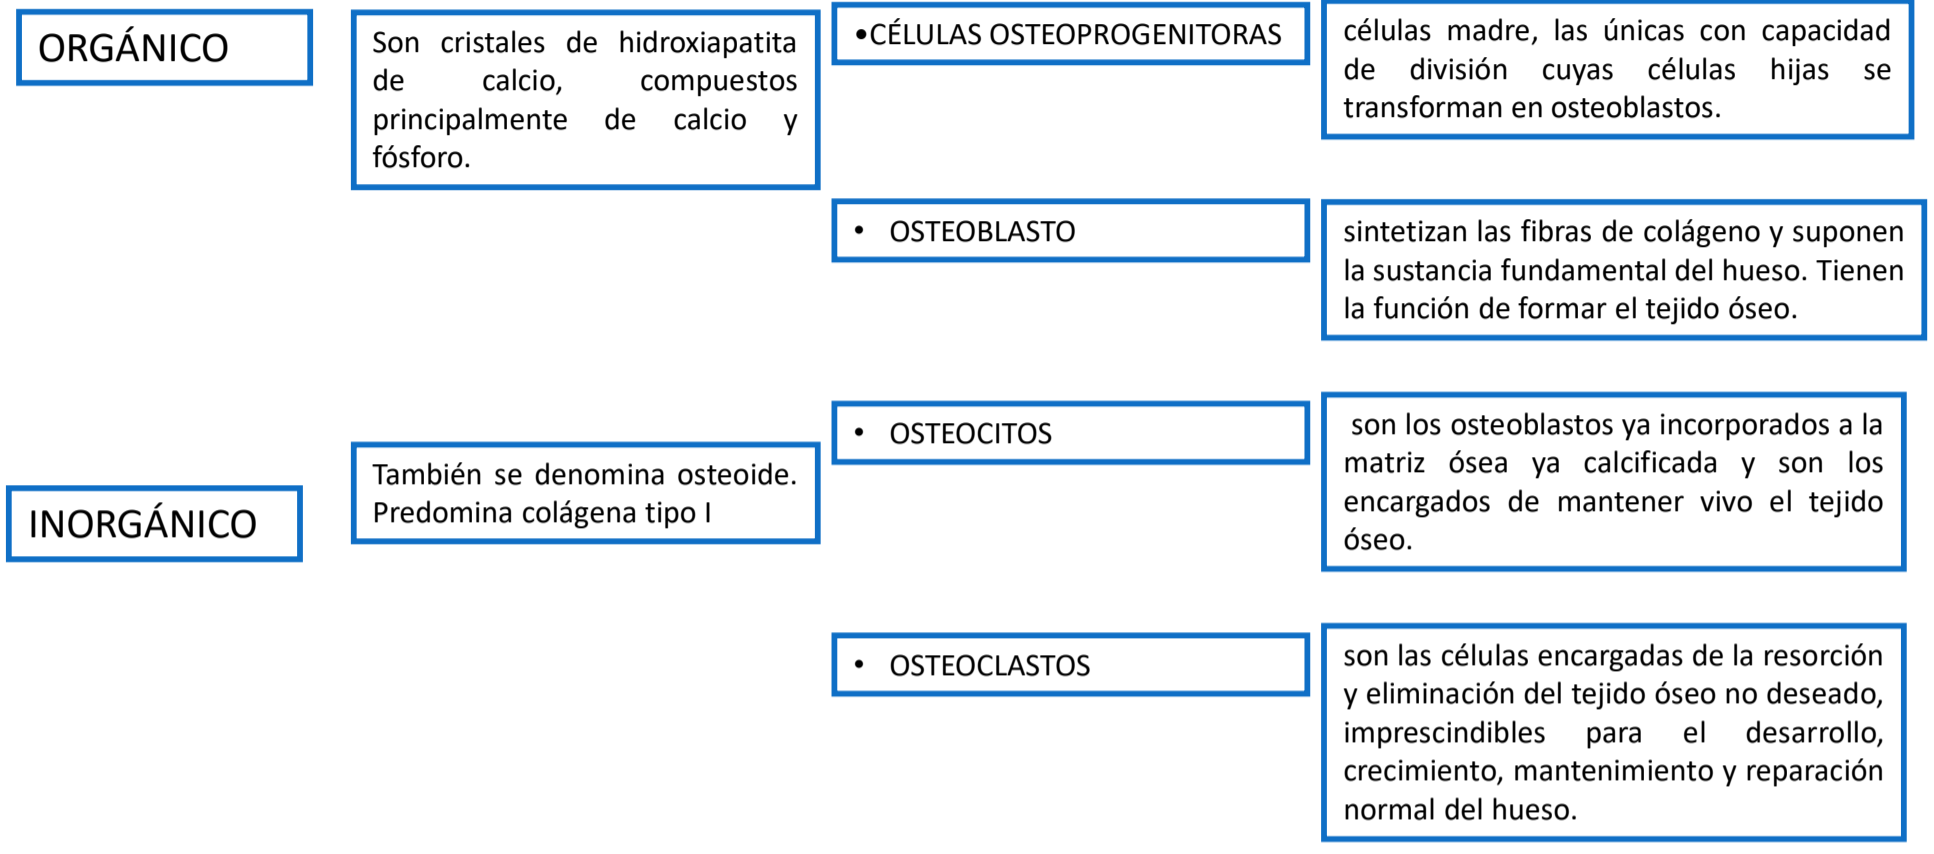 ORGÁNICO
Son cristales de hidroxiapatita
de calcio, compuestos
principalmente de calcio y
fósforo.
•CÉLULAS OSTEOPROGENITORAS
células madre, las únicas con capacidad
de división cuyas células hijas se
transforman en osteoblastos.
• OSTEOBLASTO
sintetizan las fibras de colágeno y suponen
la sustancia fundamental del hueso. Tienen
la función de formar el tejido óseo.
INORGÁNICO
También se denomina osteoide.
Predomina colágena tipo I
• OSTEOCITOS
son los osteoblastos ya incorporados a la
matriz ósea ya calcificada y son los
encargados de mantener vivo el tejido
óseo.
• OSTEOCLASTOS
son las células encargadas de la resorción
y eliminación del tejido óseo no deseado,
imprescindibles para el desarrollo,
crecimiento, mantenimiento y reparación
normal del hueso.